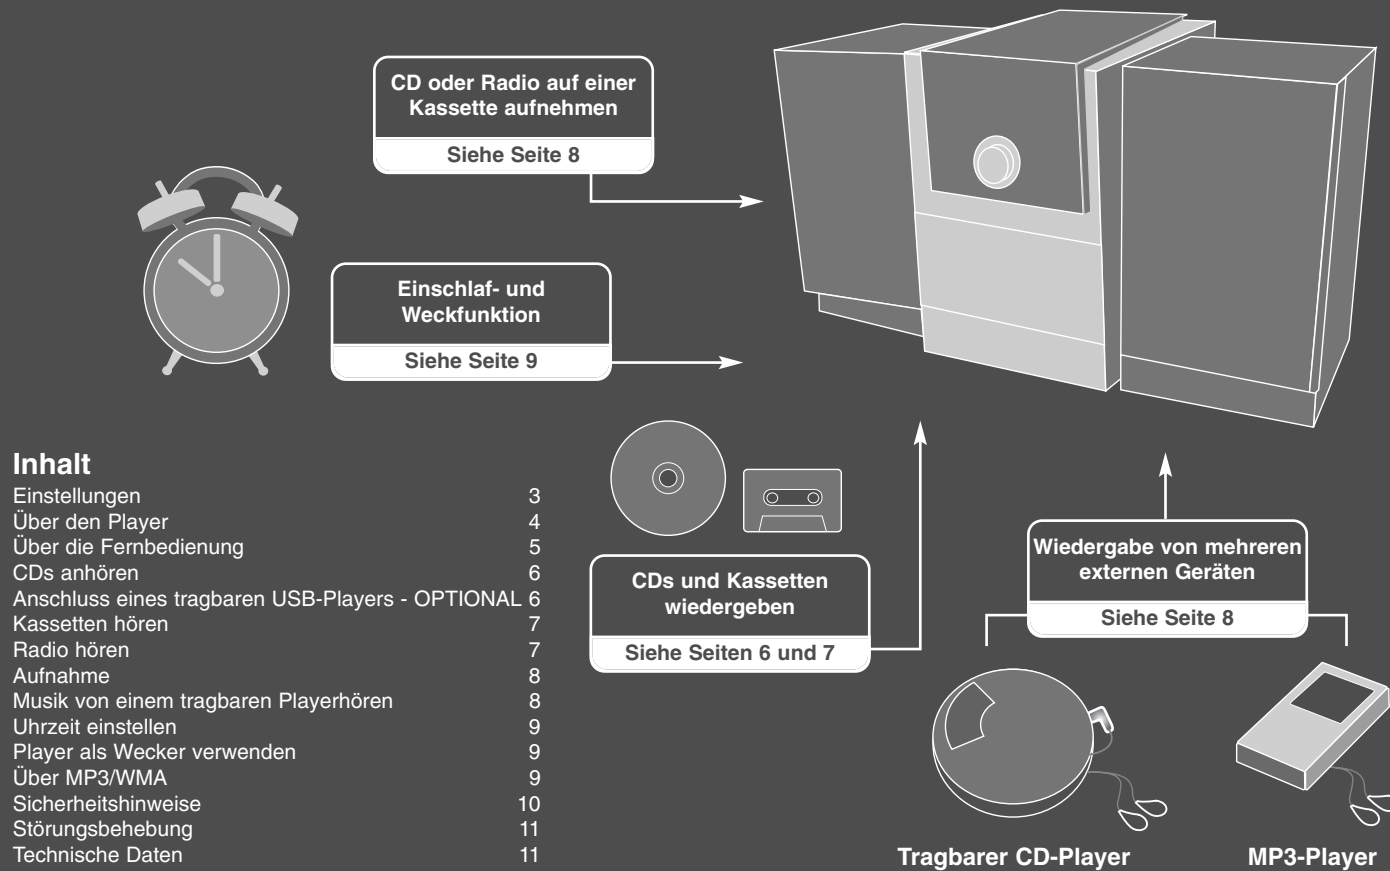 CD oder Radio auf einer
Kassette aufnehmen
Siehe Seite 8
Einschlaf- und
Weckfunktion
Siehe Seite 9
Inhalt
Einstellungen 3
Über den Player 4
Über die Fernbedienung 5
CDs anhören 6
Anschluss eines tragbaren USB-Players - OPTIONAL 6
Kassetten hören 7
Radio hören 7
Aufnahme 8
Musik von einem tragbaren Playerhören 8
Uhrzeit einstellen 9
Player als Wecker verwenden 9
Über MP3/WMA 9
Sicherheitshinweise 10
Störungsbehebung 11
Technische Daten 11
CDs und Kassetten
wiedergeben
Siehe Seiten 6 und 7
Wiedergabe von mehreren
externen Geräten
Siehe Seite 8
Tragbarer CD-Player
MP3-Player